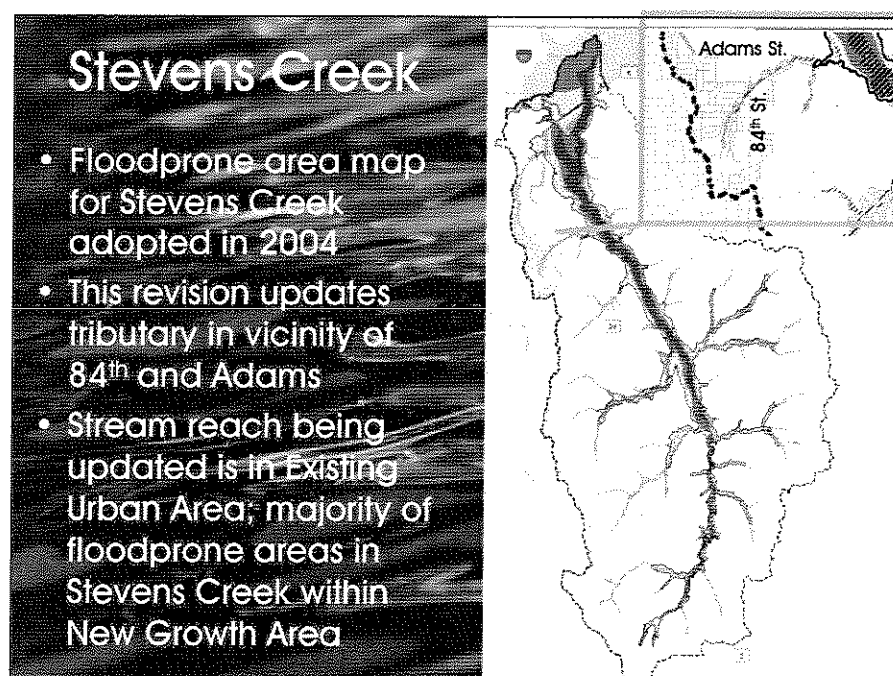 Stevens Creek
• Floodprone area map
for Stevens Creek
adopted in 2004
• This revision updates
tributary in vicinity of
84th and Adams
• Stream reach being
updated is in Existing
Urban Area; majority of
floodprone areas in
Stevens Creek within
New Growth Area
Adams St.
84th St.